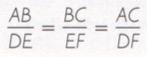 AB/DE = BC/EF = AC/DF